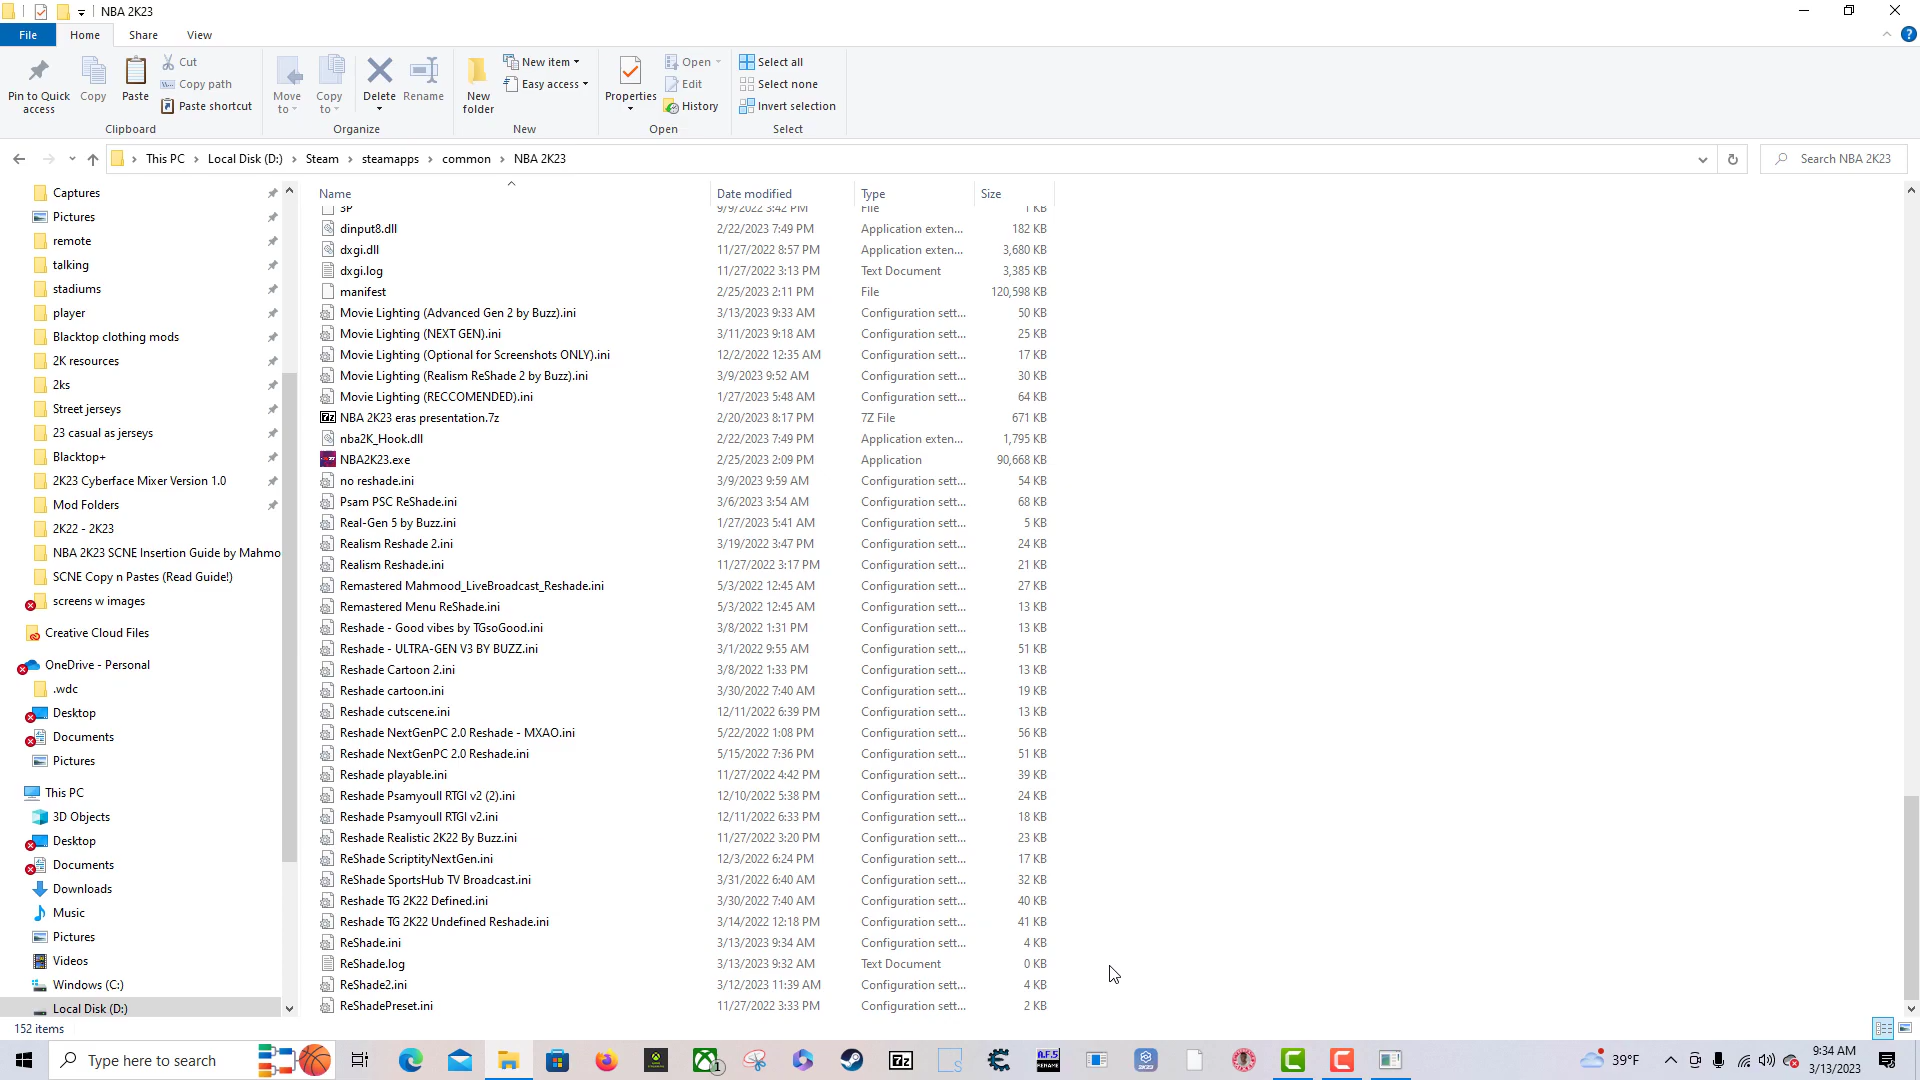 NBA 2K23
File Home Share View
Pin to Quick access
Copy
Paste
Cut
Copy path
Paste shortcut
Clipboard
Move to
Copy to
Delete
Rename
Organize
New folder
New item
Easy access
New
Properties
Open
Edit
History
Open
Select all
Select none
Invert selection
Select
This PC › Local Disk (D:) › Steam › steamapps › common › NBA 2K23
Search NBA 2K23
Captures
Pictures
remote
talking
stadiums
player
Blacktop clothing mods
2K resources
2ks
Street jerseys
23 casual as jerseys
Blacktop+
2K23 Cyberface Mixer Version 1.0
Mod Folders
2K22 - 2K23
NBA 2K23 SCNE Insertion Guide by Mahmo
SCNE Copy n Pastes (Read Guide!)
screens w images
Creative Cloud Files
OneDrive - Personal
.wdc
Desktop
Documents
Pictures
This PC
3D Objects
Desktop
Documents
Downloads
Music
Pictures
Videos
Windows (C:)
Local Disk (D:)
Name Date modified Type Size
3P 9/9/2022 3:42 PM File 1 KB
dinput8.dll 2/22/2023 7:49 PM Application exten... 182 KB
dxgi.dll 11/27/2022 8:57 PM Application exten... 3,680 KB
dxgi.log 11/27/2022 3:13 PM Text Document 3,385 KB
manifest 2/25/2023 2:11 PM File 120,598 KB
Movie Lighting (Advanced Gen 2 by Buzz).ini 3/13/2023 9:33 AM Configuration sett... 50 KB
Movie Lighting (NEXT GEN).ini 3/11/2023 9:18 AM Configuration sett... 25 KB
Movie Lighting (Optional for Screenshots ONLY).ini 12/2/2022 12:35 AM Configuration sett... 17 KB
Movie Lighting (Realism ReShade 2 by Buzz).ini 3/9/2023 9:52 AM Configuration sett... 30 KB
Movie Lighting (RECCOMENDED).ini 1/27/2023 5:48 AM Configuration sett... 64 KB
NBA 2K23 eras presentation.7z 2/20/2023 8:17 PM 7Z File 671 KB
nba2K_Hook.dll 2/22/2023 7:49 PM Application exten... 1,795 KB
NBA2K23.exe 2/25/2023 2:09 PM Application 90,668 KB
no reshade.ini 3/9/2023 9:59 AM Configuration sett... 54 KB
Psam PSC ReShade.ini 3/6/2023 3:54 AM Configuration sett... 68 KB
Real-Gen 5 by Buzz.ini 1/27/2023 5:41 AM Configuration sett... 5 KB
Realism Reshade 2.ini 3/19/2022 3:47 PM Configuration sett... 24 KB
Realism Reshade.ini 11/27/2022 3:17 PM Configuration sett... 21 KB
Remastered Mahmood_LiveBroadcast_Reshade.ini 5/3/2022 12:45 AM Configuration sett... 27 KB
Remastered Menu ReShade.ini 5/3/2022 12:45 AM Configuration sett... 13 KB
Reshade - Good vibes by TGsoGood.ini 3/8/2022 1:31 PM Configuration sett... 13 KB
Reshade - ULTRA-GEN V3 BY BUZZ.ini 3/1/2022 9:55 AM Configuration sett... 51 KB
Reshade Cartoon 2.ini 3/8/2022 1:33 PM Configuration sett... 13 KB
Reshade cartoon.ini 3/30/2022 7:40 AM Configuration sett... 19 KB
Reshade cutscene.ini 12/11/2022 6:39 PM Configuration sett... 13 KB
Reshade NextGenPC 2.0 Reshade - MXAO.ini 5/22/2022 1:08 PM Configuration sett... 56 KB
Reshade NextGenPC 2.0 Reshade.ini 5/15/2022 7:36 PM Configuration sett... 51 KB
Reshade playable.ini 11/27/2022 4:42 PM Configuration sett... 39 KB
Reshade Psamyoull RTGI v2 (2).ini 12/10/2022 5:38 PM Configuration sett... 24 KB
Reshade Psamyoull RTGI v2.ini 12/11/2022 6:33 PM Configuration sett... 18 KB
Reshade Realistic 2K22 By Buzz.ini 11/27/2022 3:20 PM Configuration sett... 23 KB
ReShade ScriptityNextGen.ini 12/3/2022 6:24 PM Configuration sett... 17 KB
ReShade SportsHub TV Broadcast.ini 3/31/2022 6:40 AM Configuration sett... 32 KB
Reshade TG 2K22 Defined.ini 3/30/2022 7:40 AM Configuration sett... 40 KB
Reshade TG 2K22 Undefined Reshade.ini 3/14/2022 12:18 PM Configuration sett... 41 KB
ReShade.ini 3/13/2023 9:34 AM Configuration sett... 4 KB
ReShade.log 3/13/2023 9:32 AM Text Document 0 KB
ReShade2.ini 3/12/2023 11:39 AM Configuration sett... 4 KB
ReShadePreset.ini 11/27/2022 3:33 PM Configuration sett... 2 KB
152 items
Type here to search
1
7z
A.F.S
RENAME
2K23
39°F
9:34 AM
3/13/2023